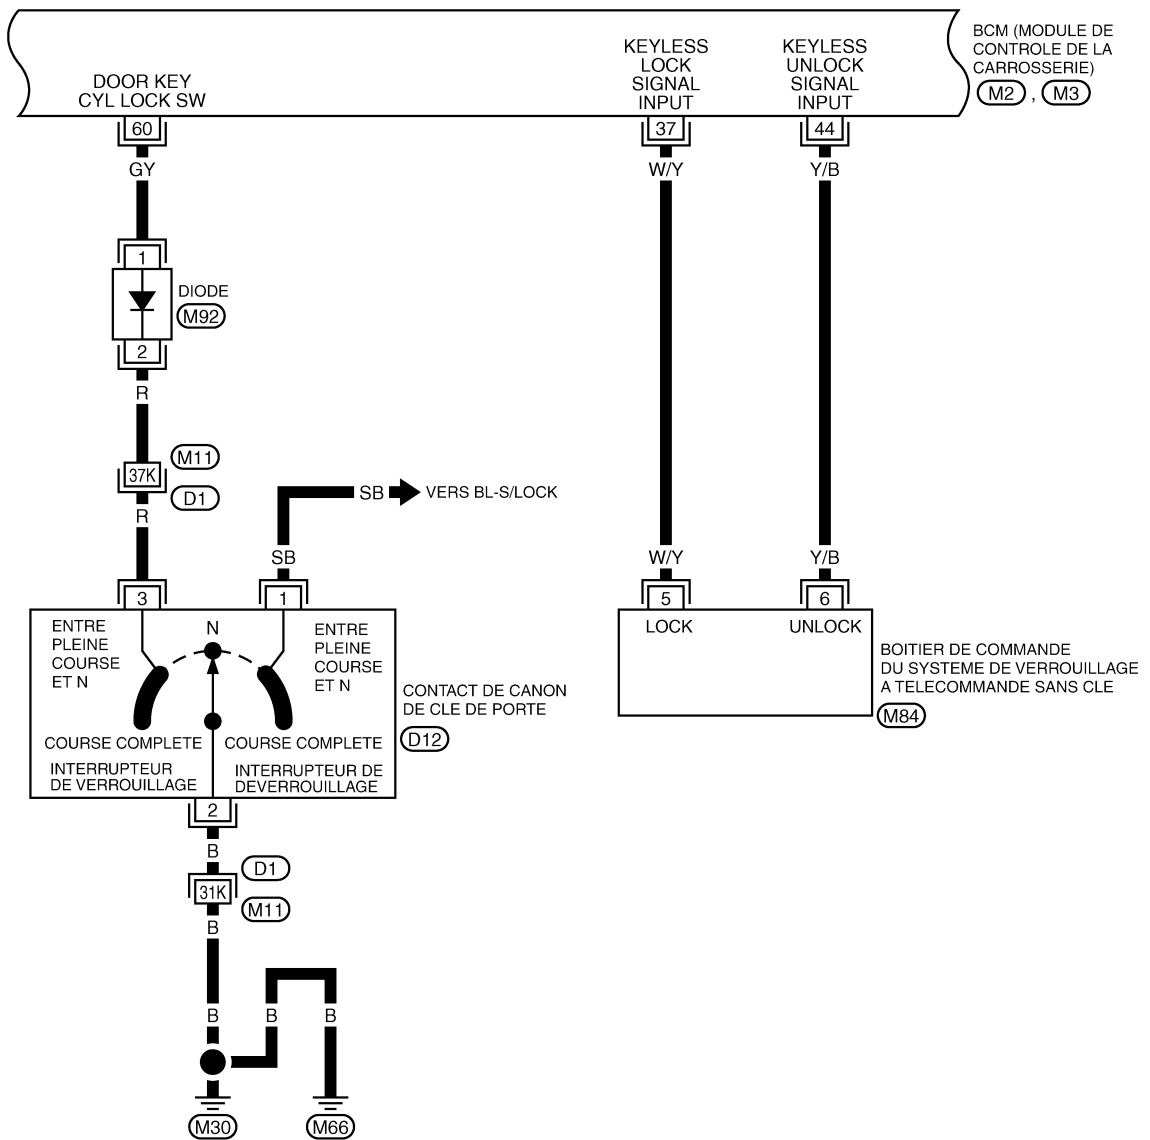 BCM (MODULE DE
CONTROLE DE LA
CARROSSERIE)
M2 , M3
DOOR KEY
CYL LOCK SW
KEYLESS
LOCK
SIGNAL
INPUT
KEYLESS
UNLOCK
SIGNAL
INPUT
60
37
44
GY
W/Y
Y/B
1
DIODE
M92
2
R
M11
37K
D1
R
SB
VERS BL-S/LOCK
SB
W/Y
Y/B
3
1
5
6
LOCK
UNLOCK
ENTRE
PLEINE
COURSE
ET N
N
ENTRE
PLEINE
COURSE
ET N
COURSE COMPLETE
COURSE COMPLETE
INTERRUPTEUR
DE VERROUILLAGE
INTERRUPTEUR DE
DEVERROUILLAGE
CONTACT DE CANON
DE CLE DE PORTE
D12
BOITIER DE COMMANDE
DU SYSTEME DE VERROUILLAGE
A TELECOMMANDE SANS CLE
M84
2
B
D1
31K
M11
B
B
B
B
M30
M66